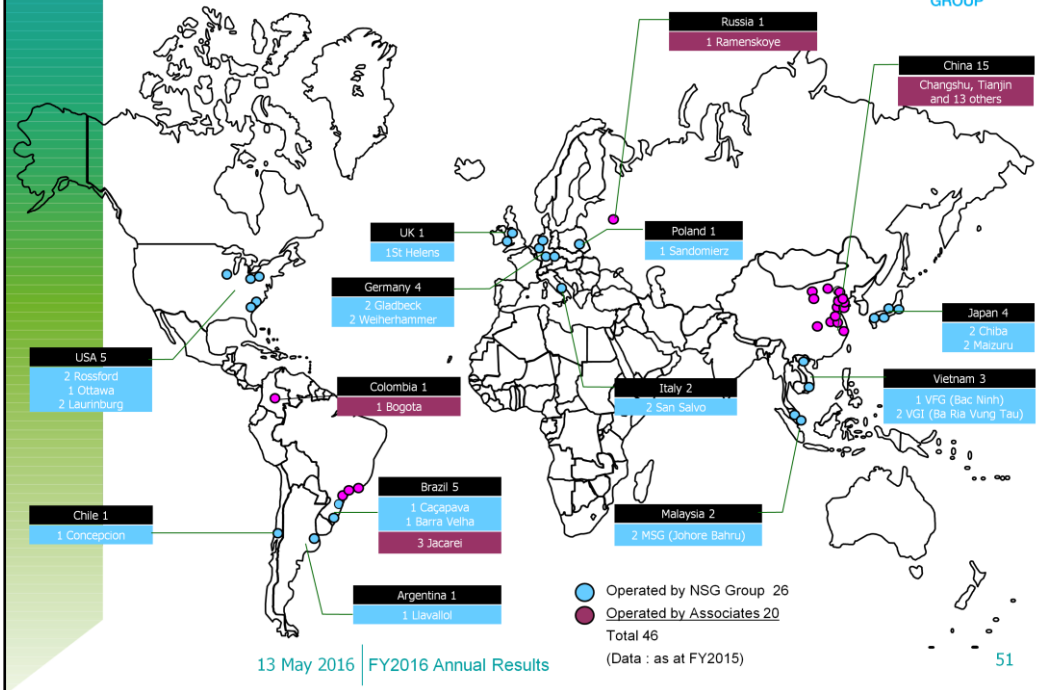 GROUP
Russia 1
1 Ramenskoye
China 15
Changshu, Tianjin
and 13 others
UK 1
1St Helens
Poland 1
1 Sandomierz
Germany 4
2 Gladbeck
2 Weiherhammer
Japan 4
2 Chiba
2 Maizuru
USA 5
2 Rossford
1 Ottawa
2 Laurinburg
Colombia 1
1 Bogota
Italy 2
2 San Salvo
Vietnam 3
1 VFG (Bac Ninh)
2 VGI (Ba Ria Vung Tau)
Brazil 5
1 Caçapava
1 Barra Velha
3 Jacarei
Chile 1
1 Concepcion
Malaysia 2
2 MSG (Johore Bahru)
Argentina 1
1 Llavallol
Operated by NSG Group 26
Operated by Associates 20
Total 46
(Data : as at FY2015)
13 May 2016 FY2016 Annual Results
51